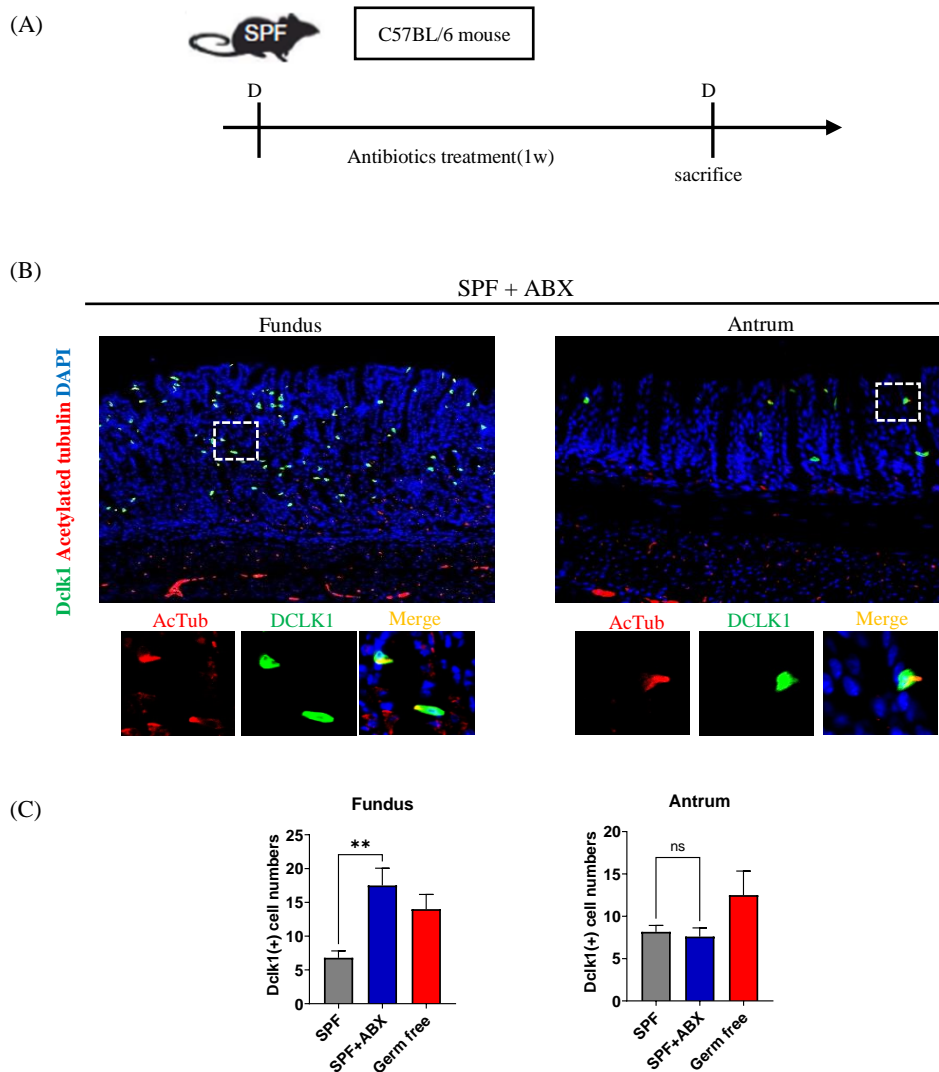 (A)
SPF
C57BL/6 mouse
D
D
Antibiotics treatment(1w)
sacrifice
(B)
SPF + ABX
Fundus
Antrum
Dclk1 Acetylated tubulin DAPI
AcTub
DCLK1
Merge
AcTub
DCLK1
Merge
(C)
Fundus
Dclk1(+) cell numbers
25
20
15
10
5
0
**
SPF
SPF+ABX
Germ free
Antrum
Dclk1(+) cell numbers
20
15
10
5
0
ns
SPF
SPF+ABX
Germ free